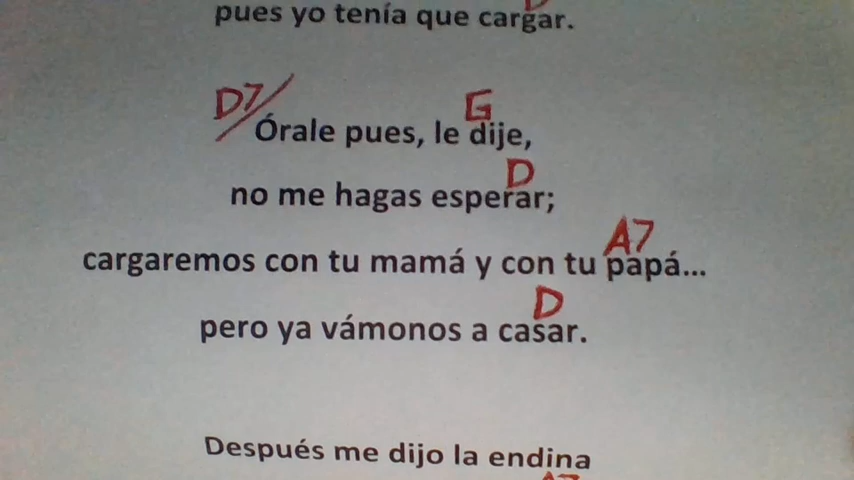 pues yo tenía que cargar.
D7/ G
Órale pues, le dije,
D
no me hagas esperar;
A7
cargaremos con tu mamá y con tu papá...
D
pero ya vámonos a casar.
Después me dijo la endina